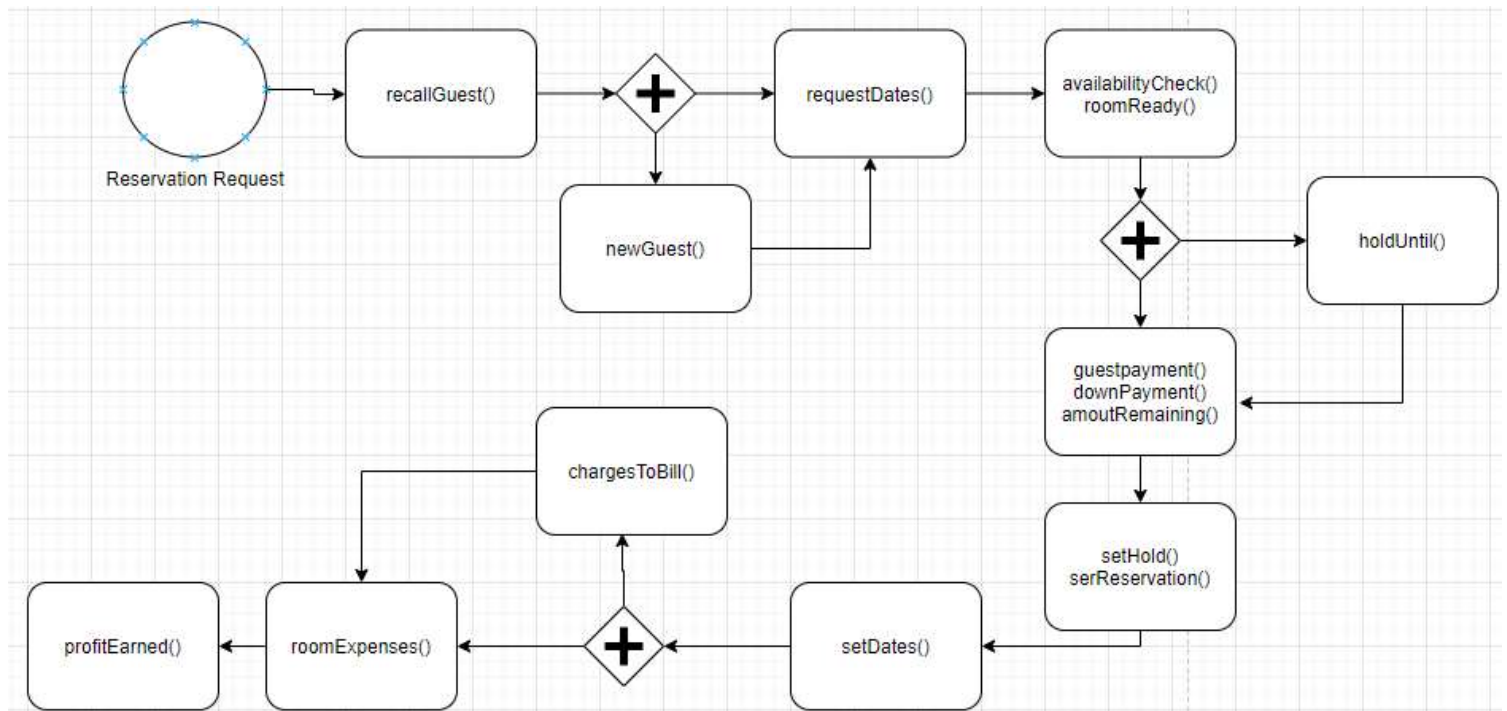 Reservation Request
recallGuest()
newGuest()
requestDates()
availabilityCheck()
roomReady()
holdUntil()
guestpayment()
downPayment()
amoutRemaining()
setHold()
serReservation()
setDates()
chargesToBill()
roomExpenses()
profitEarned()